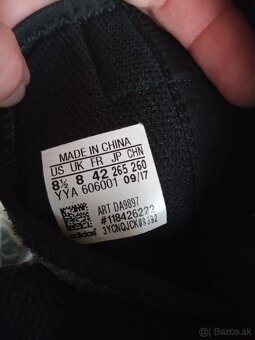 MADE IN CHINA
US UK FR JP CHN
8½ 8 42 265 260
YYA 606001 09/17
ART DA9897
#118426222
adidas
© Bazos.sk